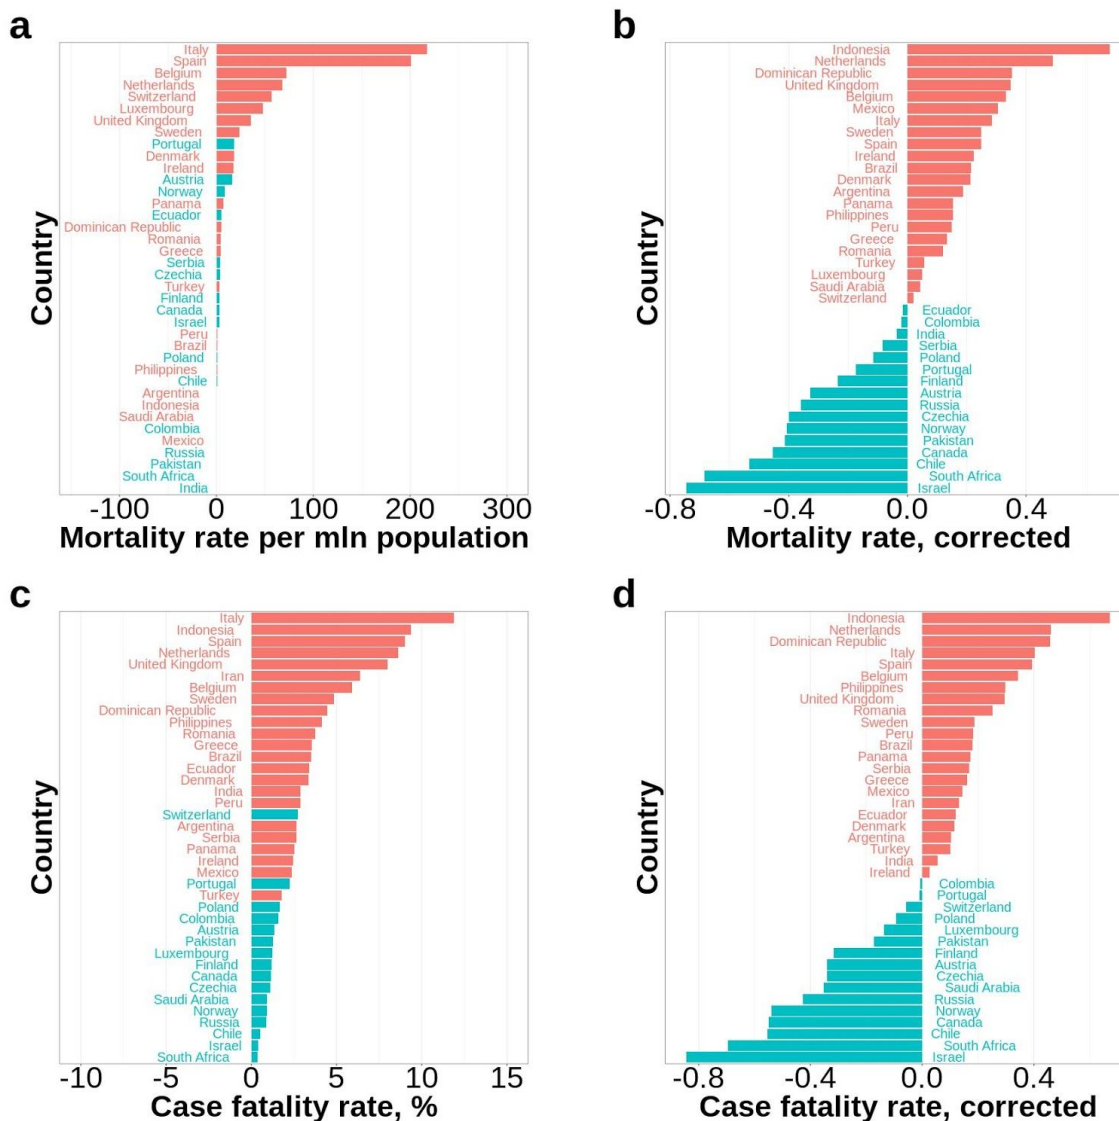 a
Italy
Spain
Belgium
Netherlands
Switzerland
Luxembourg
United Kingdom
Sweden
Portugal
Denmark
Ireland
Austria
Norway
Panama
Ecuador
Dominican Republic
Romania
Greece
Serbia
Czechia
Turkey
Finland
Canada
Israel
Peru
Brazil
Poland
Philippines
Chile
Argentina
Indonesia
Saudi Arabia
Colombia
Mexico
Russia
Pakistan
South Africa
India
Country
-100 0 100 200 300
Mortality rate per mln population
b
Indonesia
Netherlands
Dominican Republic
United Kingdom
Belgium
Mexico
Italy
Sweden
Spain
Ireland
Brazil
Denmark
Argentina
Panama
Philippines
Peru
Greece
Romania
Turkey
Luxembourg
Saudi Arabia
Switzerland
Ecuador
Colombia
India
Serbia
Poland
Portugal
Finland
Austria
Russia
Czechia
Norway
Pakistan
Canada
Chile
South Africa
Israel
Country
-0.8 -0.4 0.0 0.4
Mortality rate, corrected
c
Italy
Indonesia
Spain
Netherlands
United Kingdom
Iran
Belgium
Sweden
Dominican Republic
Philippines
Romania
Greece
Brazil
Ecuador
Denmark
India
Peru
Switzerland
Argentina
Serbia
Panama
Ireland
Mexico
Portugal
Turkey
Poland
Colombia
Austria
Pakistan
Luxembourg
Finland
Canada
Czechia
Saudi Arabia
Norway
Russia
Chile
Israel
South Africa
Country
-10 -5 0 5 10 15
Case fatality rate, %
d
Indonesia
Netherlands
Dominican Republic
Italy
Spain
Belgium
Philippines
United Kingdom
Romania
Sweden
Peru
Brazil
Panama
Serbia
Greece
Mexico
Iran
Ecuador
Denmark
Argentina
Turkey
India
Ireland
Colombia
Portugal
Switzerland
Poland
Luxembourg
Pakistan
Finland
Austria
Czechia
Saudi Arabia
Russia
Norway
Canada
Chile
South Africa
Israel
Country
-0.8 -0.4 0.0 0.4
Case fatality rate, corrected